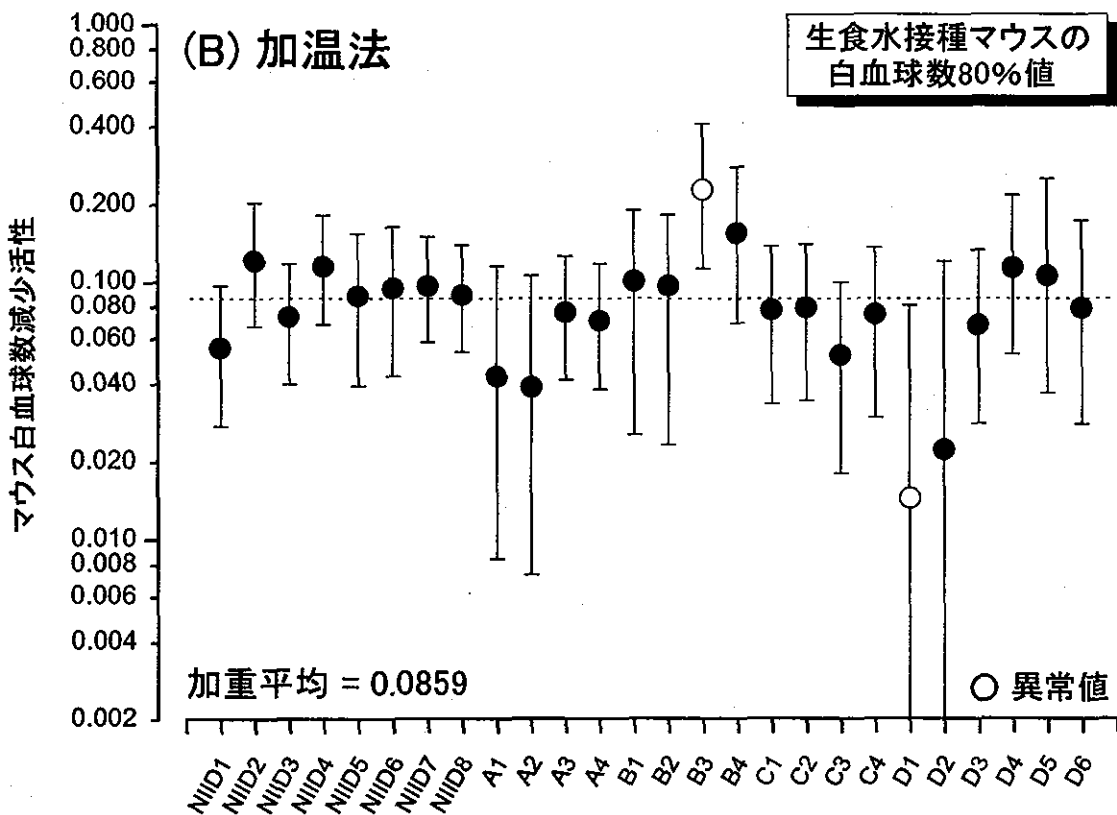 (B) 加温法
生食水接種マウスの
白血球数80%値
マウス白血球数減少活性
1.000
0.800
0.600
0.400
0.200
0.100
0.080
0.060
0.040
0.020
0.010
0.008
0.006
0.004
0.002
加重平均 = 0.0859
異常値
NIID1
NIID2
NIID3
NIID4
NIID5
NIID6
NIID7
NIID8
A1
A2
A3
A4
B1
B2
B3
B4
C1
C2
C3
C4
D1
D2
D3
D4
D5
D6